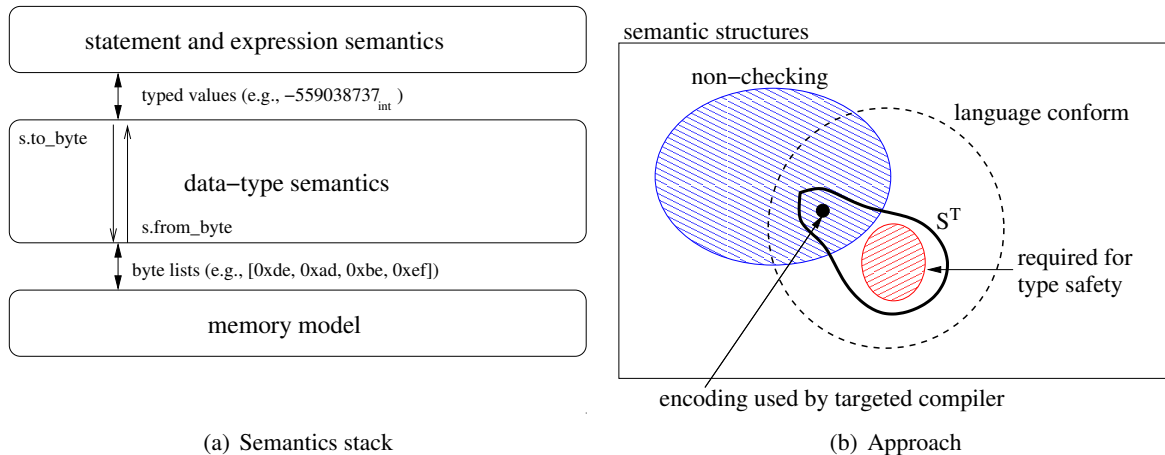 statement and expression semantics
typed values (e.g., −559038737int )
s.to_byte
data−type semantics
s.from_byte
byte lists (e.g., [0xde, 0xad, 0xbe, 0xef])
memory model
(a) Semantics stack
semantic structures
non−checking
language conform
S^T
required for
type safety
encoding used by targeted compiler
(b) Approach